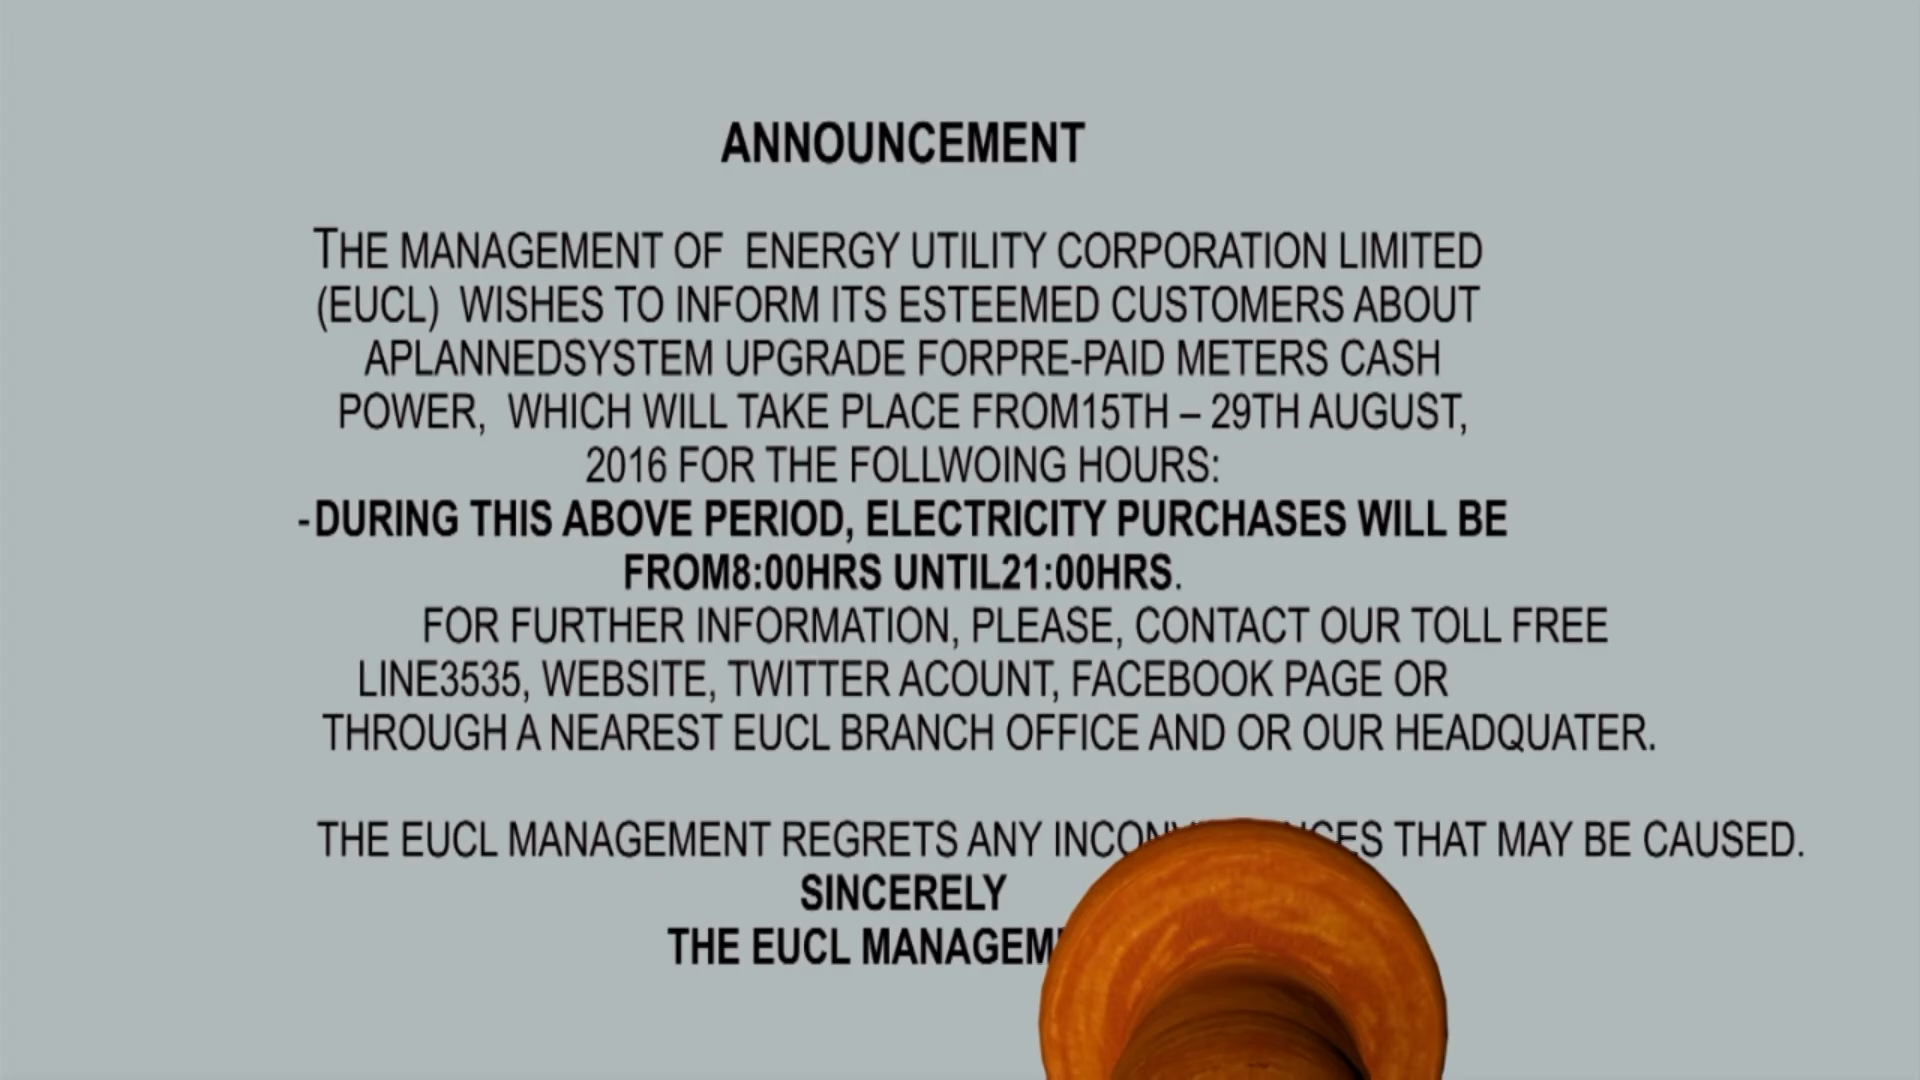 ANNOUNCEMENT
THE MANAGEMENT OF ENERGY UTILITY CORPORATION LIMITED
(EUCL) WISHES TO INFORM ITS ESTEEMED CUSTOMERS ABOUT
APLANNEDSYSTEM UPGRADE FORPRE-PAID METERS CASH
POWER, WHICH WILL TAKE PLACE FROM15TH – 29TH AUGUST,
2016 FOR THE FOLLWOING HOURS:
-DURING THIS ABOVE PERIOD, ELECTRICITY PURCHASES WILL BE
FROM8:00HRS UNTIL21:00HRS.
FOR FURTHER INFORMATION, PLEASE, CONTACT OUR TOLL FREE
LINE3535, WEBSITE, TWITTER ACOUNT, FACEBOOK PAGE OR
THROUGH A NEAREST EUCL BRANCH OFFICE AND OR OUR HEADQUATER.
THE EUCL MANAGEMENT REGRETS ANY THAT MAY BE CAUSED.
SINCERELY
THE EUCL